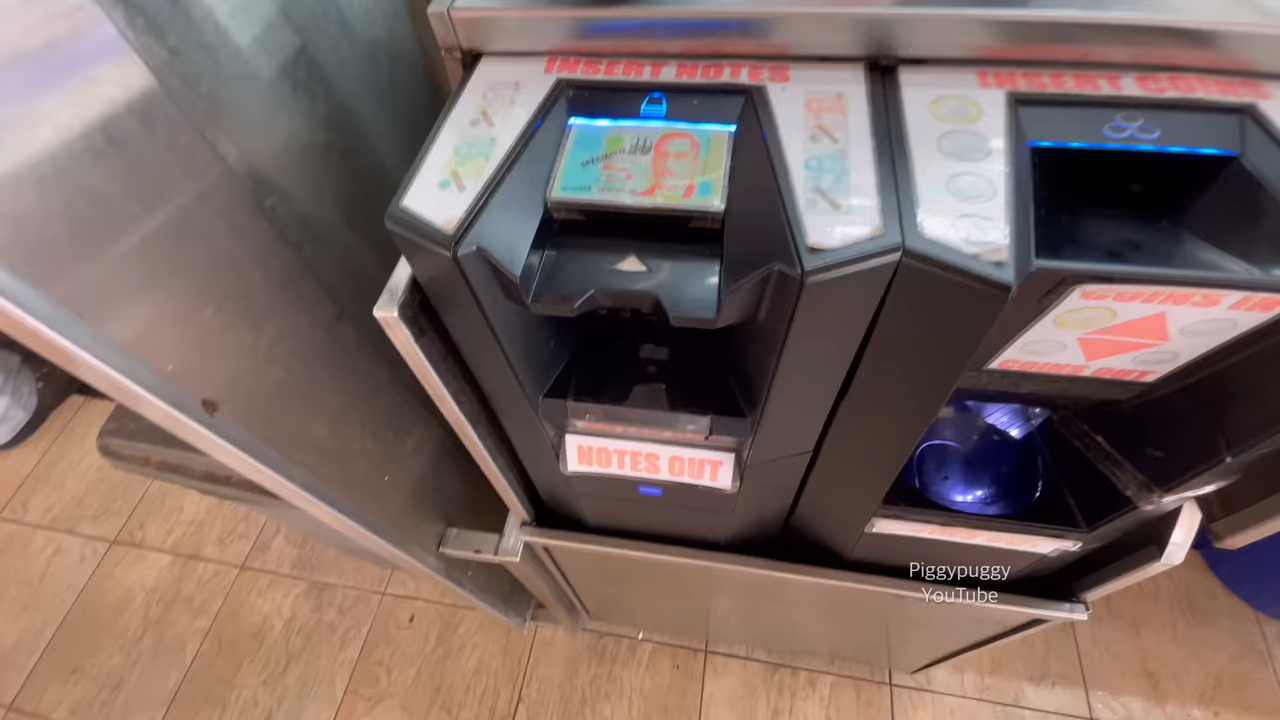 INSERT NOTES
INSERT COINS
SPECIMEN
COINS IN
COINS OUT
NOTES OUT
Piggypuggy
YouTube